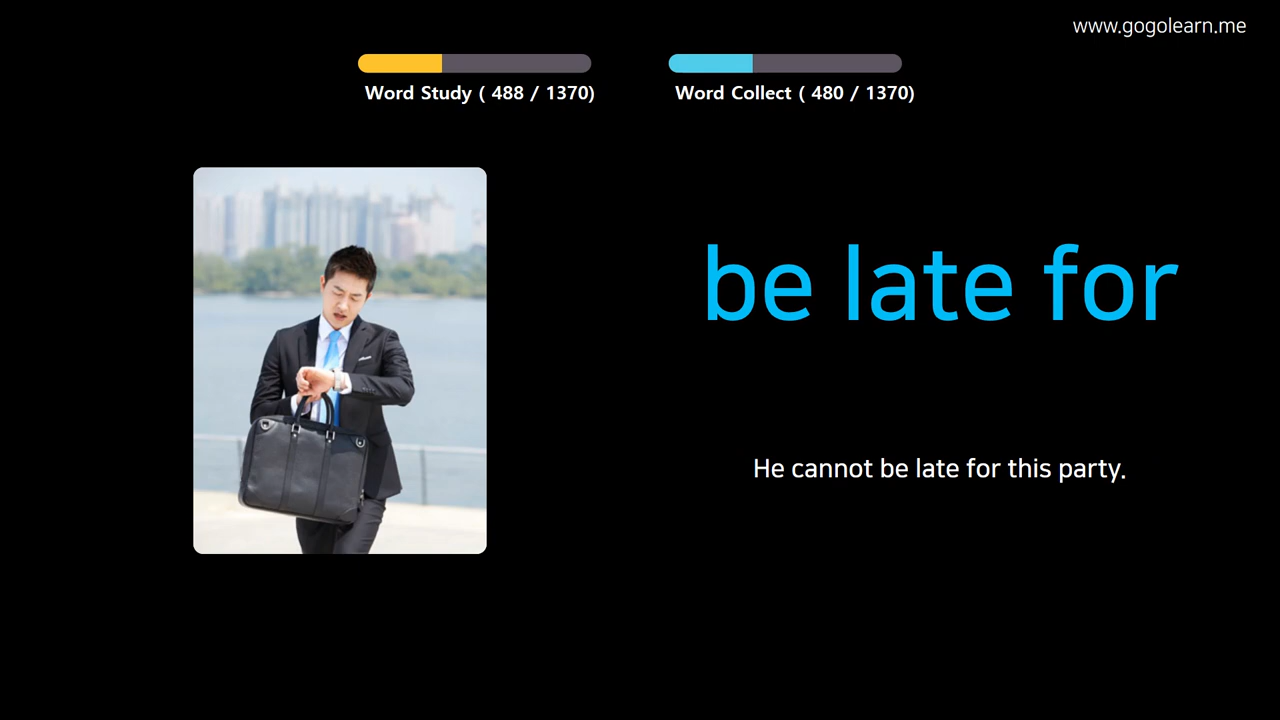 www.gogolearn.me
Word Study ( 488 / 1370)
Word Collect ( 480 / 1370)
be late for
He cannot be late for this party.